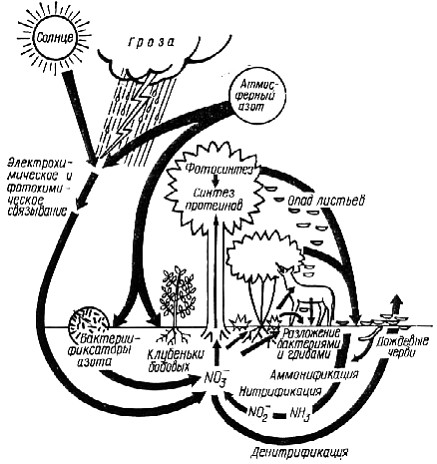 Солнце
гроза
Атмос-
ферный
азот
Электрохи-
мическое и
фотохими-
ческое
связывание
Фотосинтез
Синтез
протеинов
Опад листьев
Бактерии-
фиксаторы
азота
Клубеньки
бобовых
Разложение
бактериями
и грибами
Дождевые
черви
Аммонификация
Нитрификация
NO₃⁻
NO₂⁻
NH₃
Денитрификация